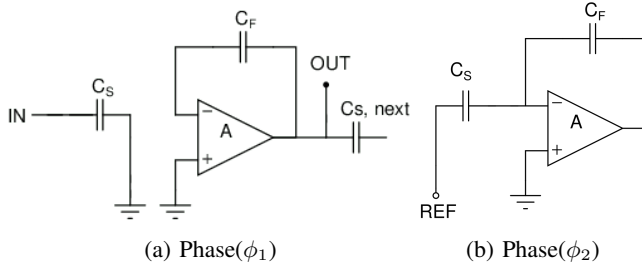 C_F
OUT
C_S
IN
−
A
+
Cs, next
(a) Phase(ϕ₁)
C_F
C_S
−
A
+
REF
(b) Phase(ϕ₂)